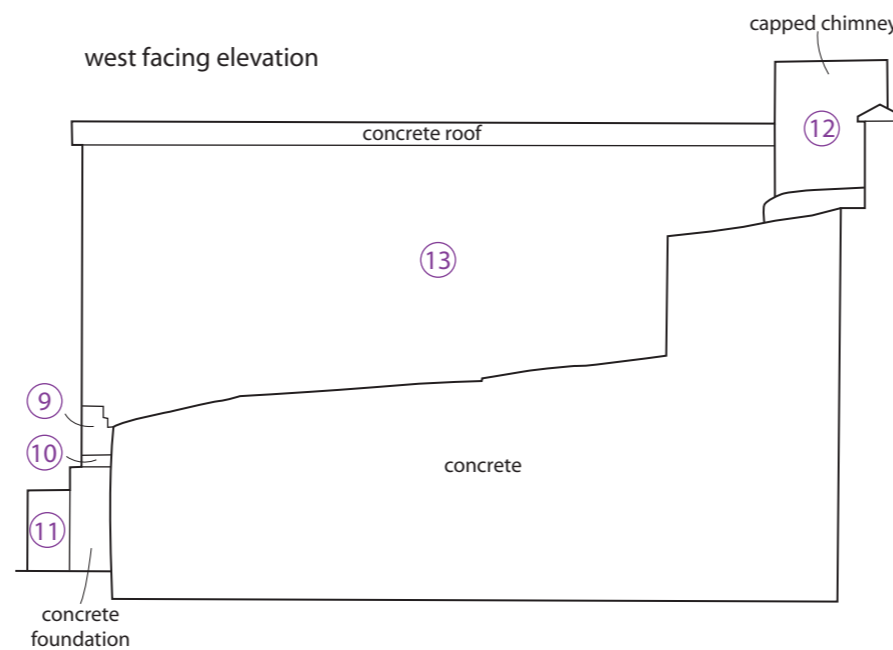 capped chimney
west facing elevation
concrete roof
12
13
9
10
concrete
11
concrete
foundation